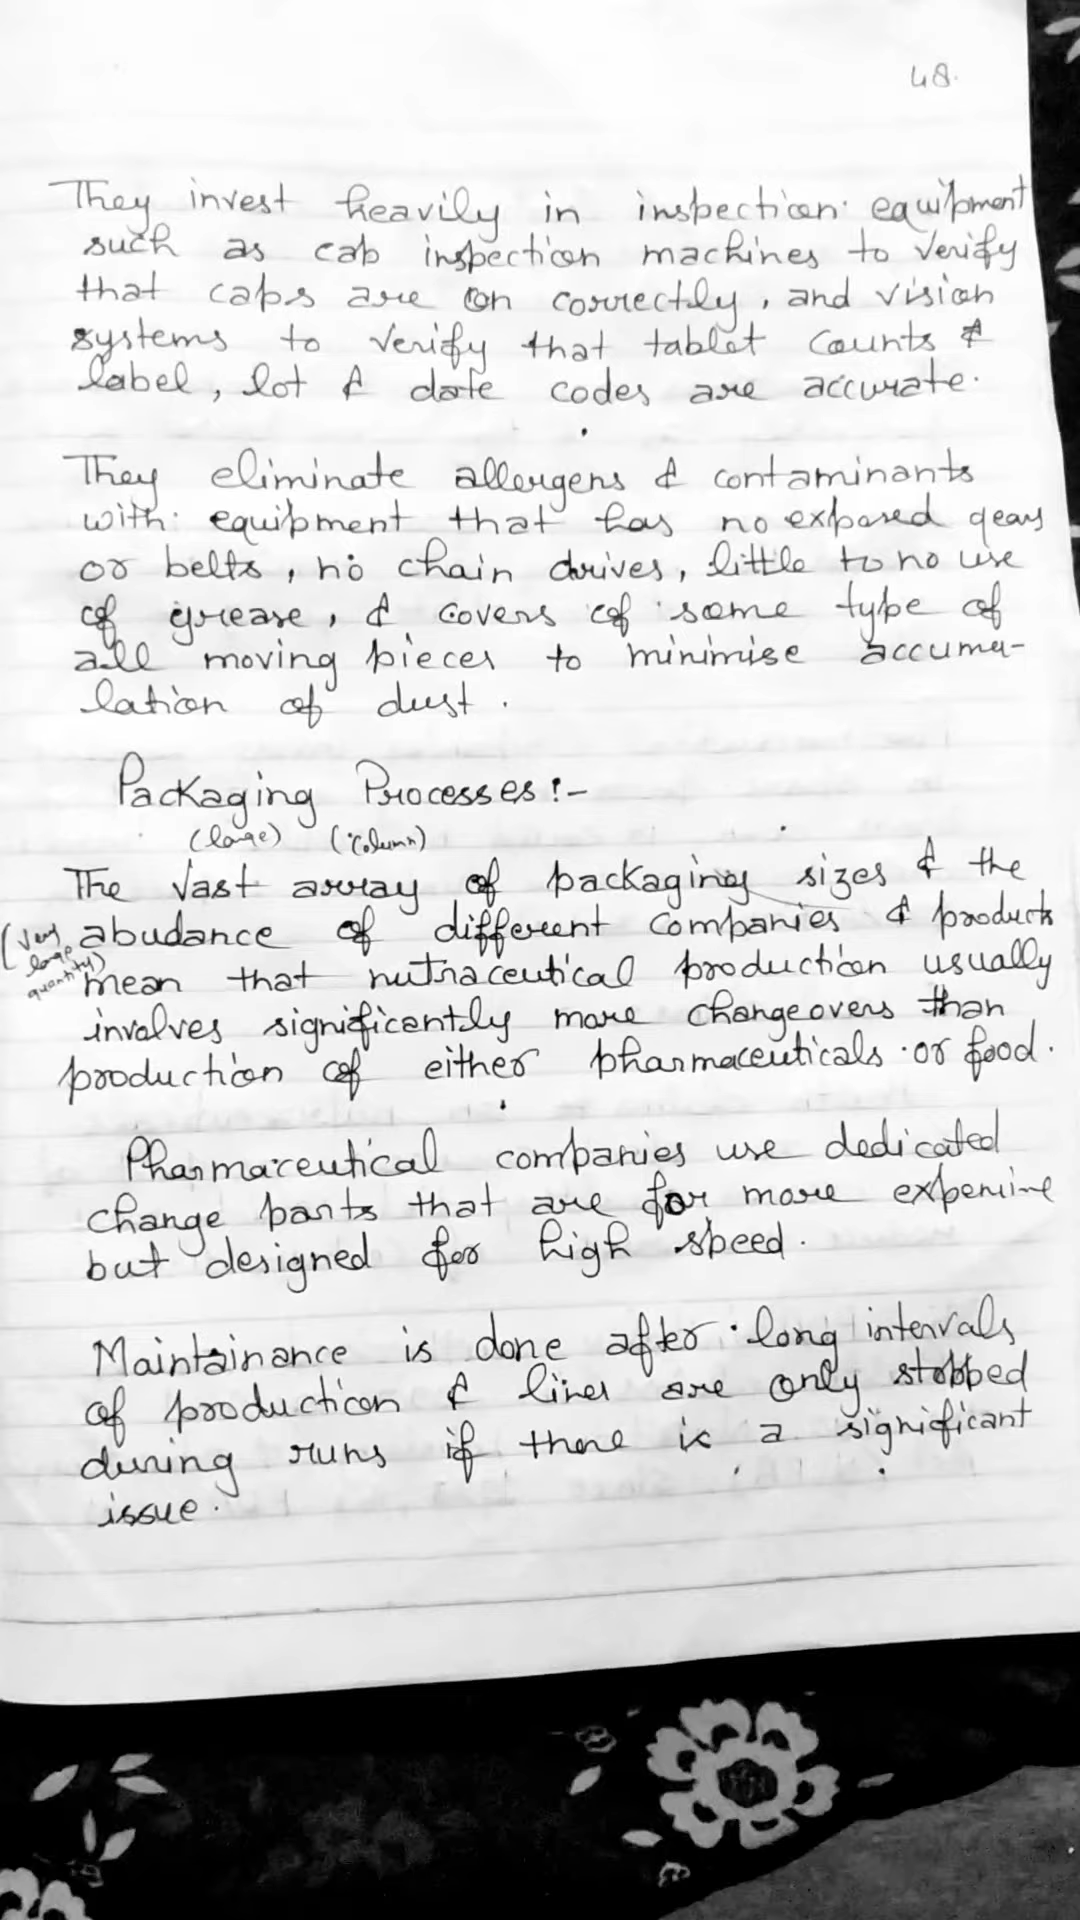 48.
They invest heavily in inspection equipment
such as cap inspection machines to verify
that caps are on correctly, and vision
systems to verify that tablet counts &
label, lot & date codes are accurate.
They eliminate allergens & contaminants
with equipment that has no exposed gears
or belts, no chain drives, little to no use
of grease, & covers of some type of
all moving pieces to minimise accumu-
lation of dust.
Packaging Processes :-
(large) (column)
The vast array of packaging sizes & the
(very large quantity) abudance of different companies & products
mean that nutraceutical production usually
involves significantly more changeovers than
production of either pharmaceuticals or food.
Pharmaceutical companies use dedicated
change parts that are far more expensive
but designed for high speed.
Maintainance is done after long intervals
of production & lines are only stopped
during runs if there is a significant
issue.